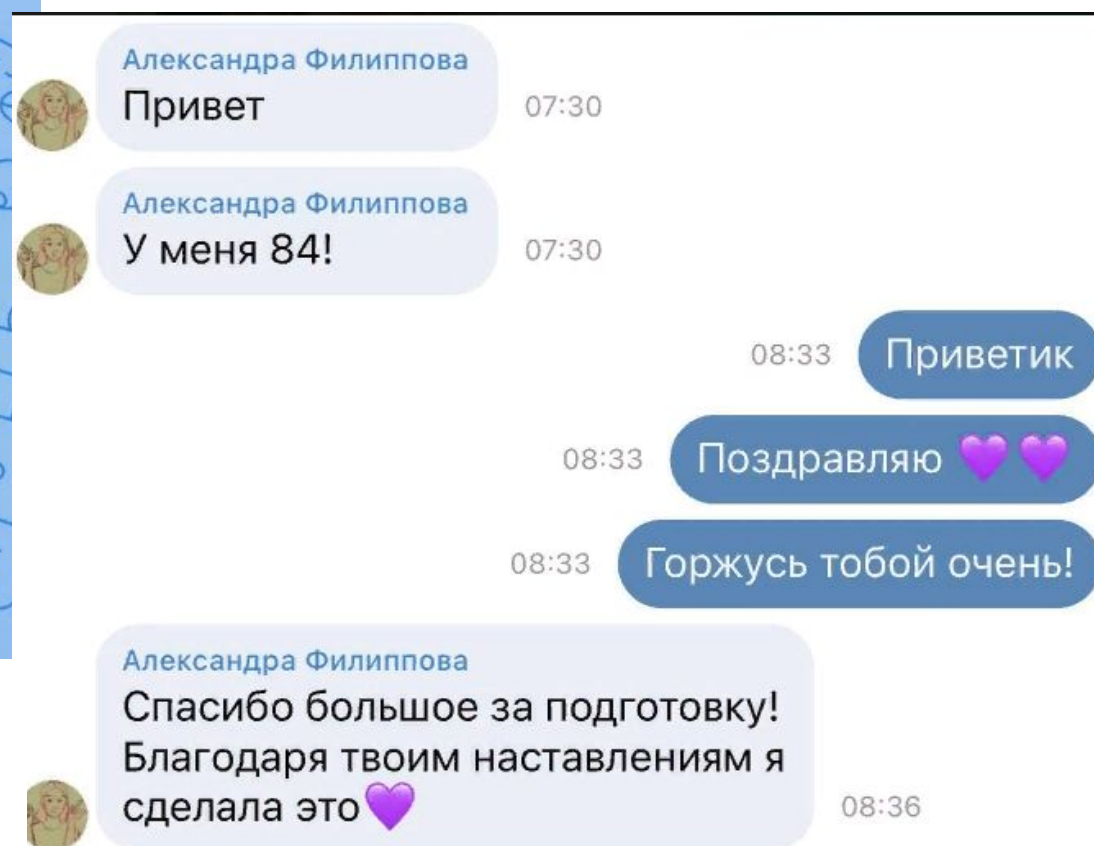 Александра Филиппова
Привет
07:30
Александра Филиппова
У меня 84!
07:30
08:33
Приветик
08:33
Поздравляю 💜💜
08:33
Горжусь тобой очень!
Александра Филиппова
Спасибо большое за подготовку!
Благодаря твоим наставлениям я
сделала это💜
08:36